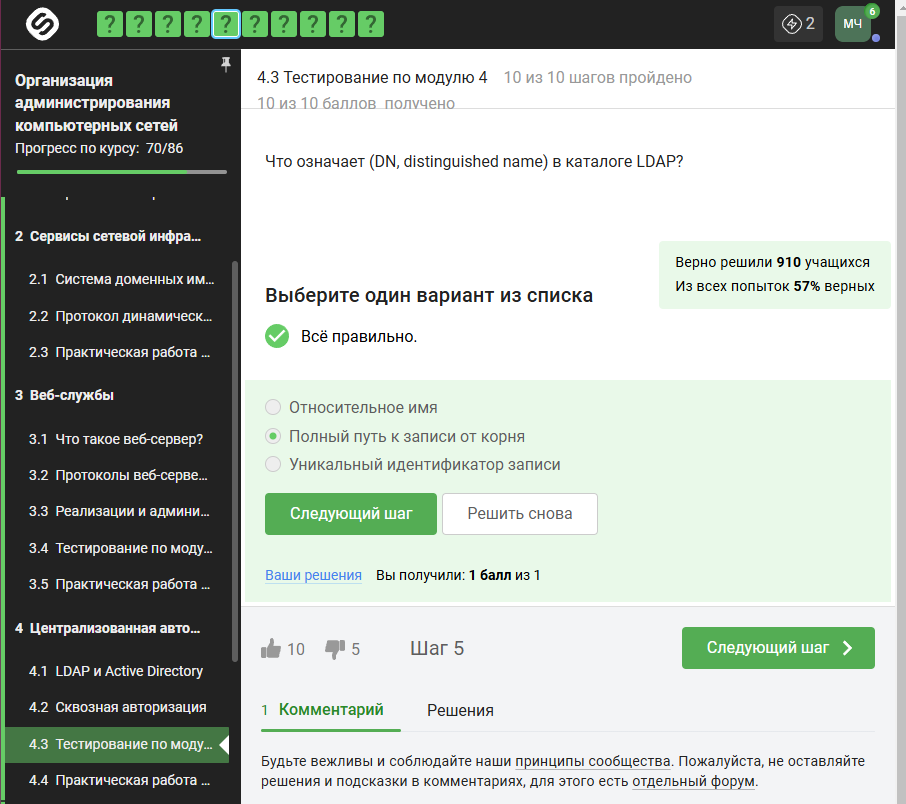 ? ? ? ? ? ? ? ? ? ?
2
МЧ
6
Организация
администрирования
компьютерных сетей
Прогресс по курсу: 70/86
2 Сервисы сетевой инфра...
2.1 Система доменных им...
2.2 Протокол динамическ...
2.3 Практическая работа ...
3 Веб-службы
3.1 Что такое веб-сервер?
3.2 Протоколы веб-серве...
3.3 Реализации и админи...
3.4 Тестирование по моду...
3.5 Практическая работа ...
4 Централизованная авто...
4.1 LDAP и Active Directory
4.2 Сквозная авторизация
4.3 Тестирование по моду...
4.4 Практическая работа ...
4.3 Тестирование по модулю 4 10 из 10 шагов пройдено
10 из 10 баллов получено
Что означает (DN, distinguished name) в каталоге LDAP?
Верно решили 910 учащихся
Из всех попыток 57% верных
Выберите один вариант из списка
Всё правильно.
Относительное имя
Полный путь к записи от корня
Уникальный идентификатор записи
Следующий шаг
Решить снова
Ваши решения Вы получили: 1 балл из 1
10 5 Шаг 5
Следующий шаг
1 Комментарий Решения
Будьте вежливы и соблюдайте наши принципы сообщества. Пожалуйста, не оставляйте
решения и подсказки в комментариях, для этого есть отдельный форум.